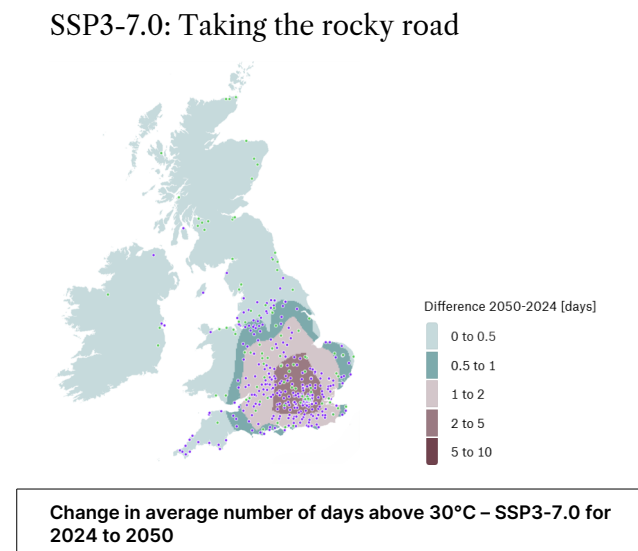 SSP3-7.0: Taking the rocky road
Difference 2050-2024 [days]
0 to 0.5
0.5 to 1
1 to 2
2 to 5
5 to 10
Change in average number of days above 30°C – SSP3-7.0 for
2024 to 2050